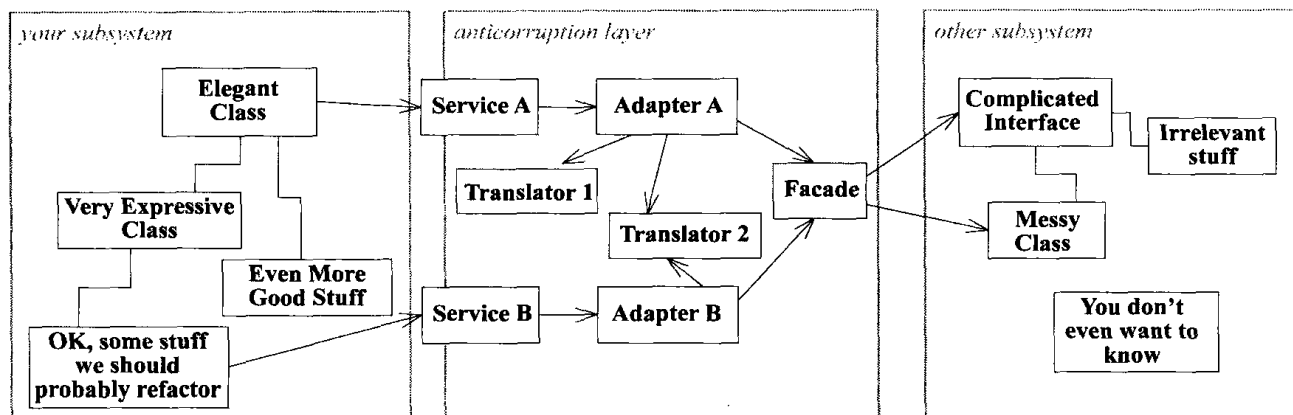 your subsystem
anticorruption layer
other subsystem
Elegant
Class
Very Expressive
Class
Even More
Good Stuff
OK, some stuff
we should
probably refactor
Service A
Adapter A
Translator 1
Translator 2
Facade
Service B
Adapter B
Complicated
Interface
Irrelevant
stuff
Messy
Class
You don't
even want to
know